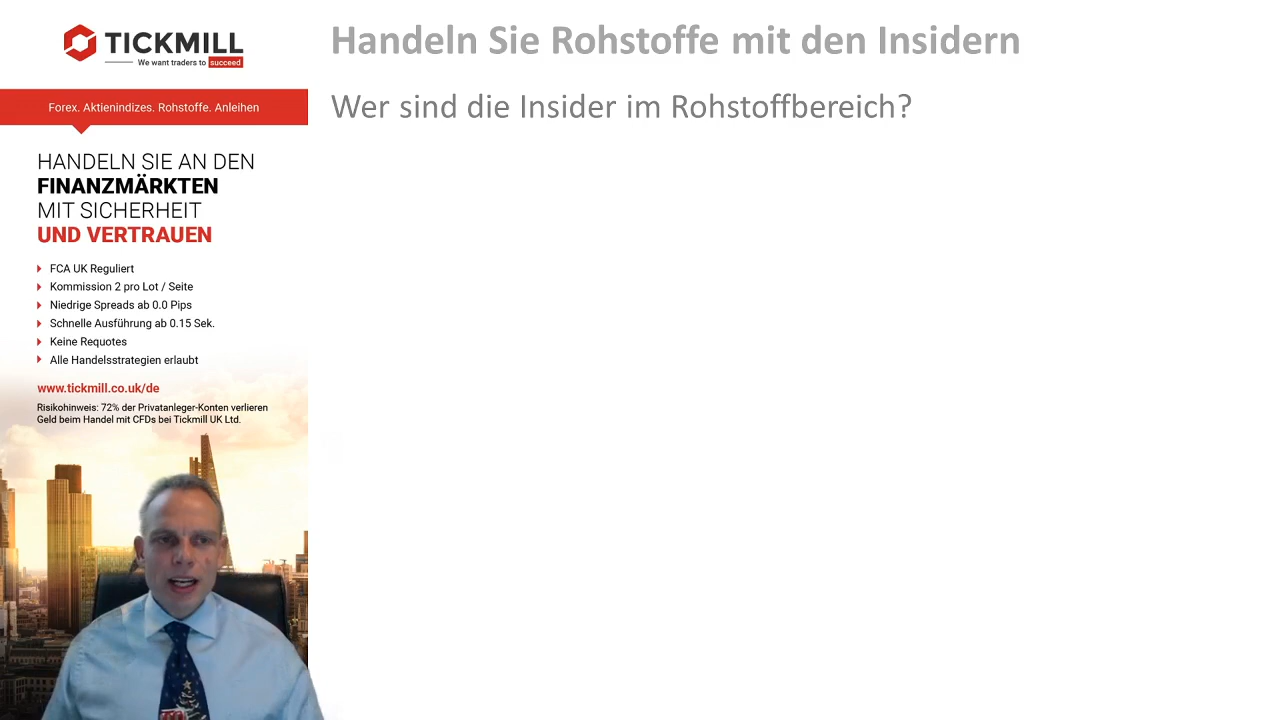 TICKMILL
We want traders to succeed
Forex. Aktienindizes. Rohstoffe. Anleihen
HANDELN SIE AN DEN
FINANZMÄRKTEN
MIT SICHERHEIT
UND VERTRAUEN
FCA UK Reguliert
Kommission 2 pro Lot / Seite
Niedrige Spreads ab 0.0 Pips
Schnelle Ausführung ab 0.15 Sek.
Keine Requotes
Alle Handelsstrategien erlaubt
www.tickmill.co.uk/de
Risikohinweis: 72% der Privatanleger-Konten verlieren
Geld beim Handel mit CFDs bei Tickmill UK Ltd.
Handeln Sie Rohstoffe mit den Insidern
Wer sind die Insider im Rohstoffbereich?